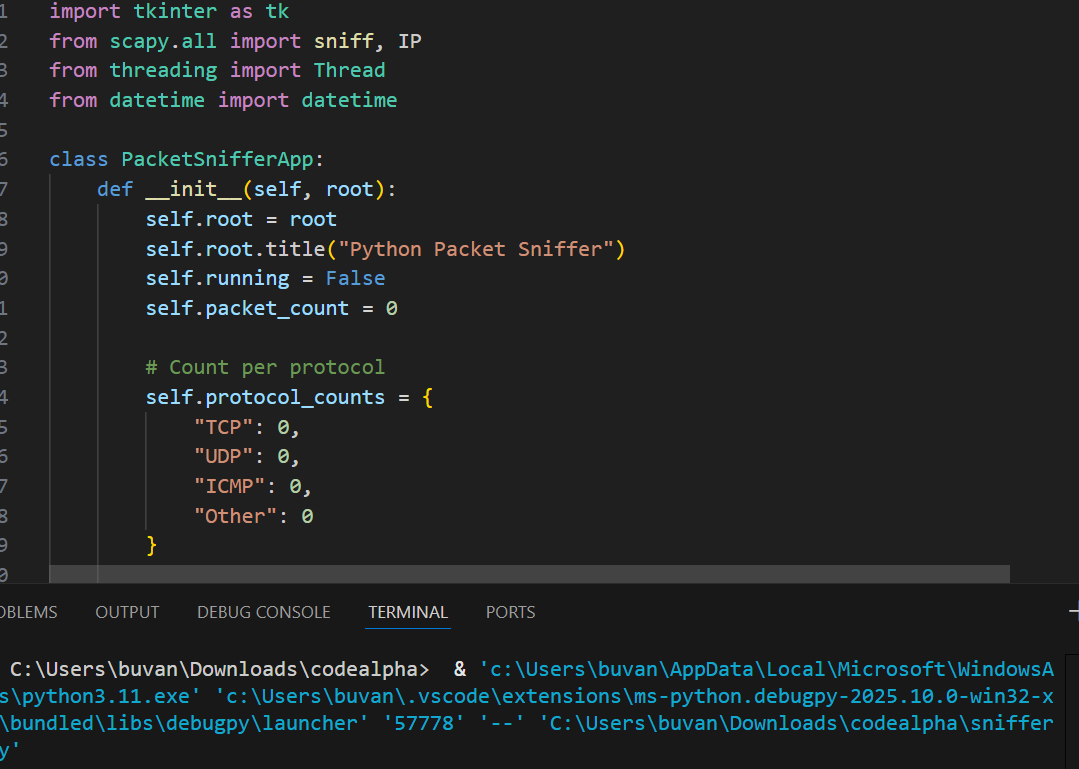 1 import tkinter as tk
2 from scapy.all import sniff, IP
3 from threading import Thread
4 from datetime import datetime
5
6 class PacketSnifferApp:
7 def __init__(self, root):
8 self.root = root
9 self.root.title("Python Packet Sniffer")
0 self.running = False
1 self.packet_count = 0
2
3 # Count per protocol
4 self.protocol_counts = {
5 "TCP": 0,
6 "UDP": 0,
7 "ICMP": 0,
8 "Other": 0
9 }
0
OBLEMS OUTPUT DEBUG CONSOLE TERMINAL PORTS
C:\Users\buvan\Downloads\codealpha> & 'c:\Users\buvan\AppData\Local\Microsoft\WindowsA
s\python3.11.exe' 'c:\Users\buvan\.vscode\extensions\ms-python.debugpy-2025.10.0-win32-x
\bundled\libs\debugpy\launcher' '57778' '--' 'C:\Users\buvan\Downloads\codealpha\sniffer
y'